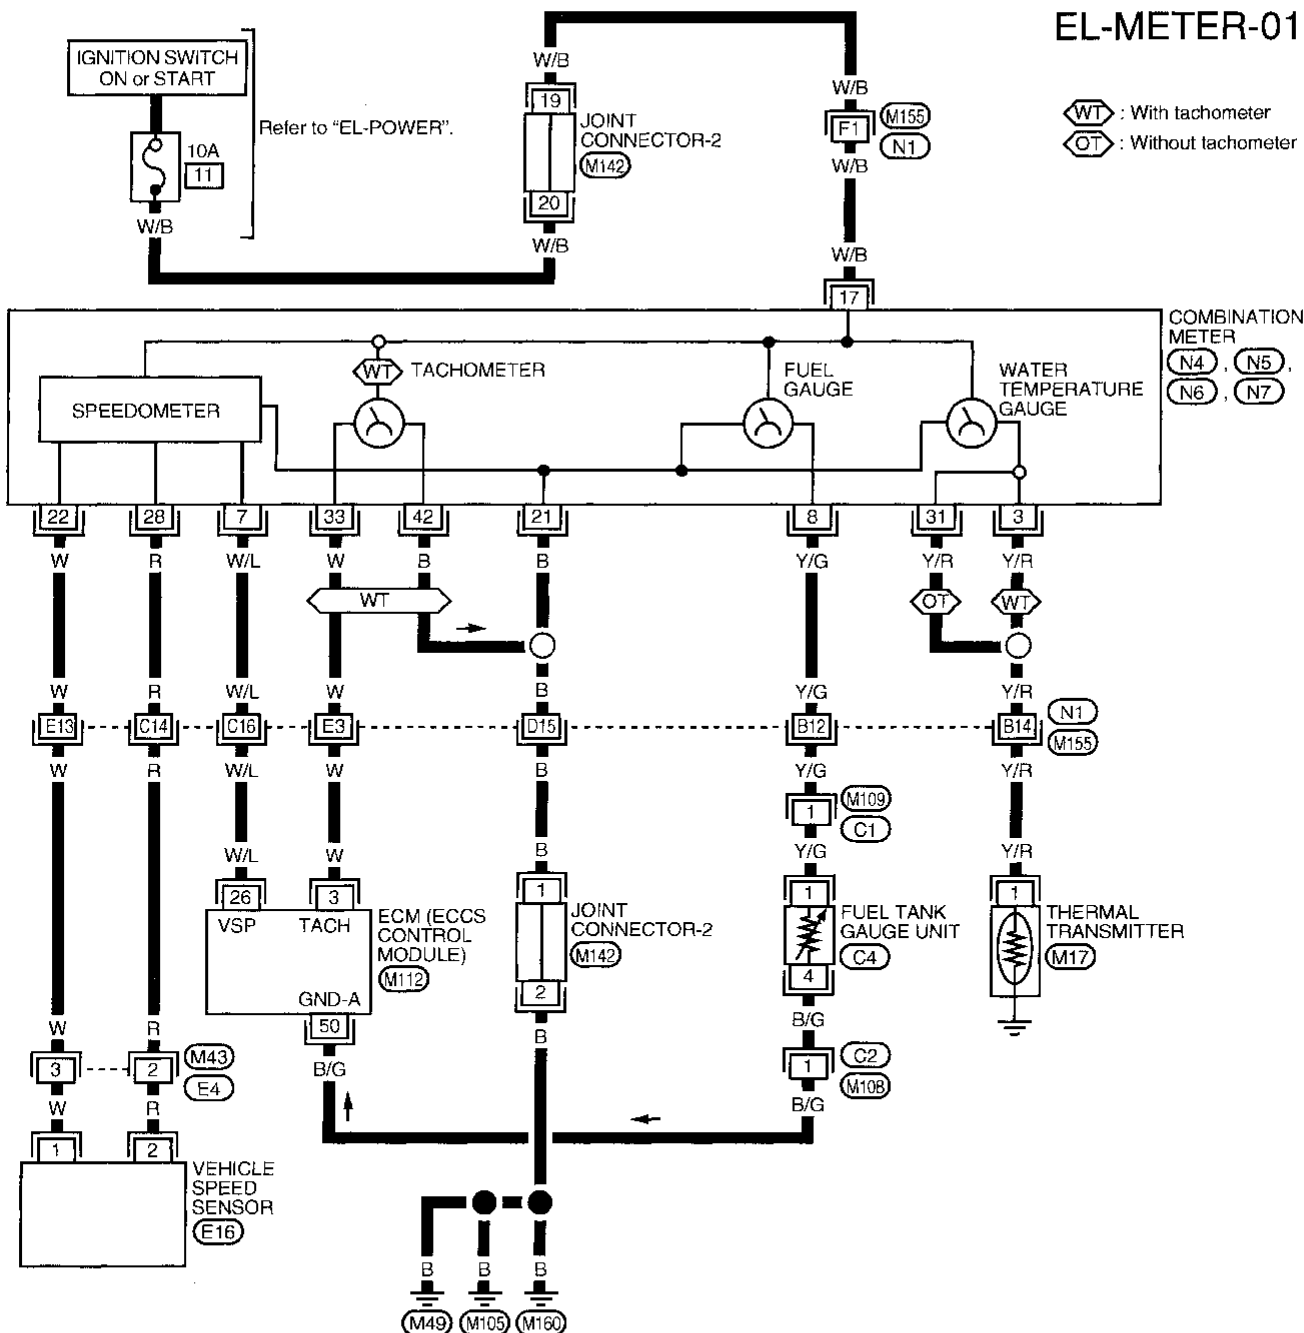 EL-METER-01
IGNITION SWITCH
ON or START
Refer to "EL-POWER".
10A
11
W/B
W/B
19
JOINT
CONNECTOR-2
M142
20
W/B
W/B
F1
M155
N1
W/B
W/B
WT : With tachometer
OT : Without tachometer
17
COMBINATION
METER
N4 , N5 ,
N6 , N7
WT TACHOMETER
FUEL
GAUGE
WATER
TEMPERATURE
GAUGE
SPEEDOMETER
22 28 7 33 42 21 8 31 3
W R W/L W B B Y/G Y/R Y/R
WT OT WT
W R W/L W B Y/G Y/R
E13 C14 C16 E3 D15 B12 B14
N1
M155
W R W/L W B Y/G Y/R
1
M109
C1
W/L W B Y/G Y/R
26 3 1 1 1
VSP TACH
ECM (ECCS
CONTROL
MODULE)
M112
GND-A
50
B/G
JOINT
CONNECTOR-2
M142
2
B
FUEL TANK
GAUGE UNIT
C4
4
B/G
1
C2
M108
B/G
THERMAL
TRANSMITTER
M17
W R
3 2
M43
E4
W R
1 2
VEHICLE
SPEED
SENSOR
E16
B B B
M49 M105 M160